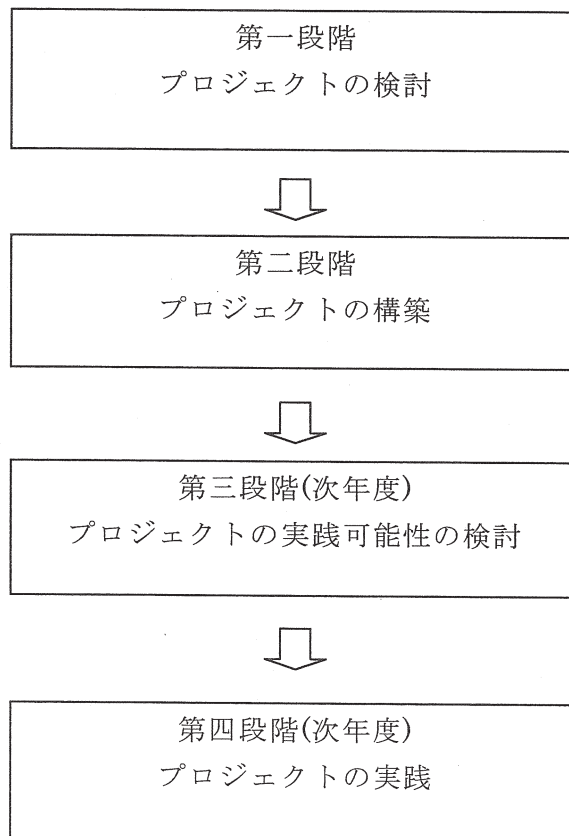 第一段階
プロジェクトの検討
第二段階
プロジェクトの構築
第三段階(次年度)
プロジェクトの実践可能性の検討
第四段階(次年度)
プロジェクトの実践